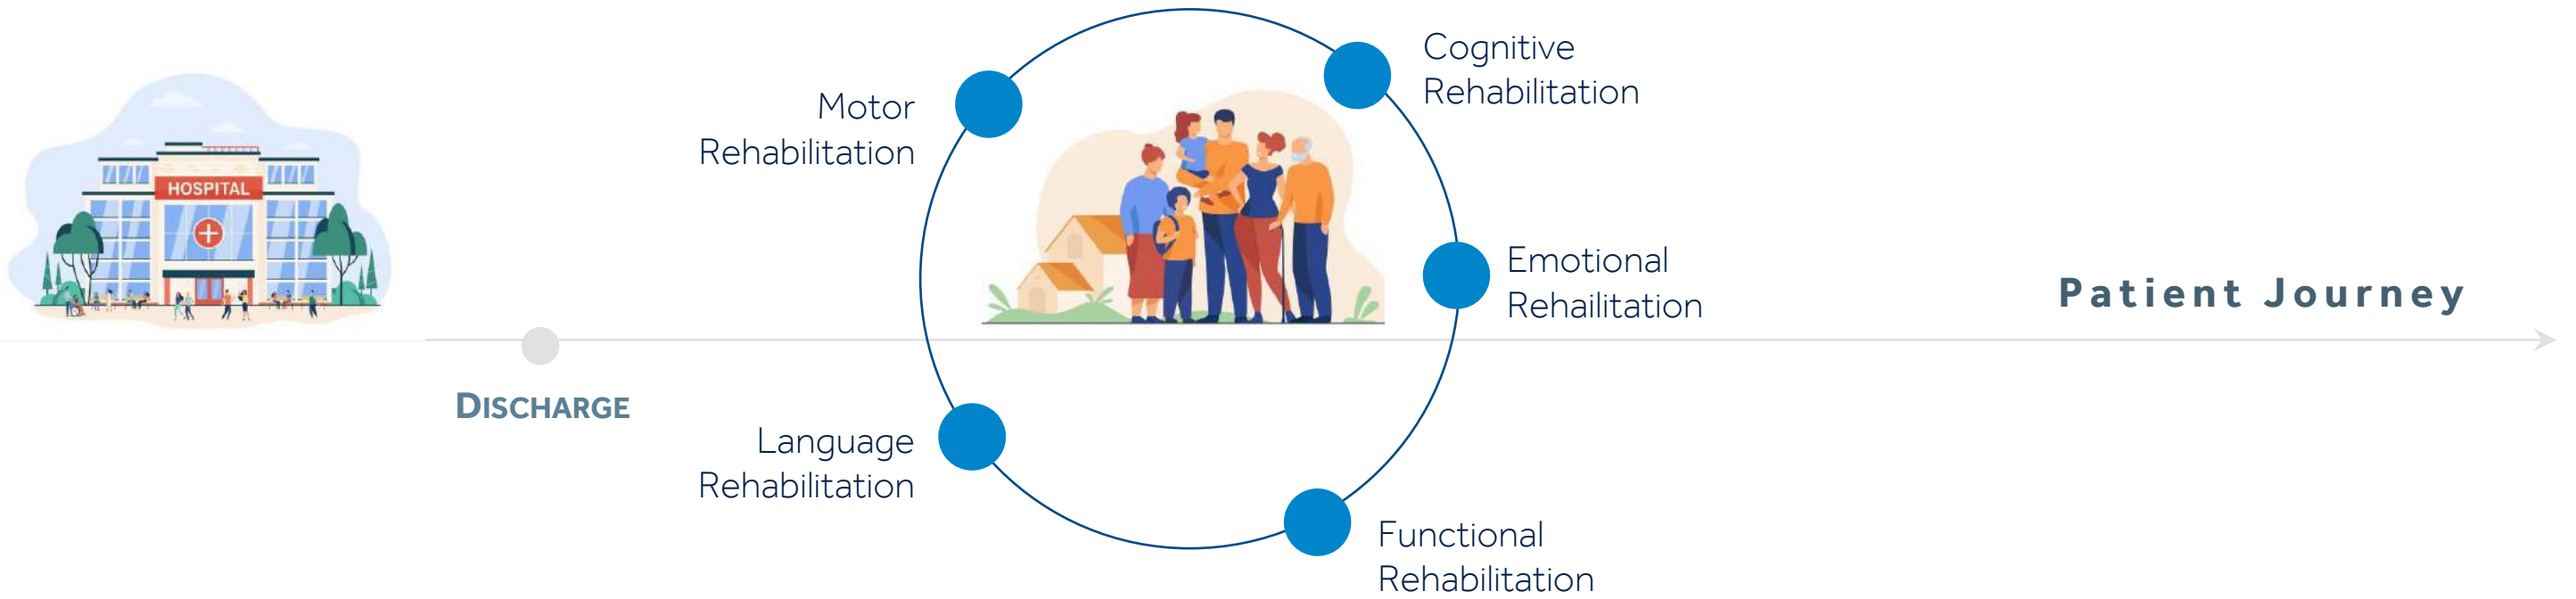 HOSPITAL
DISCHARGE
Motor
Rehabilitation
Cognitive
Rehabilitation
Emotional
Rehailitation
Language
Rehabilitation
Functional
Rehabilitation
Patient Journey